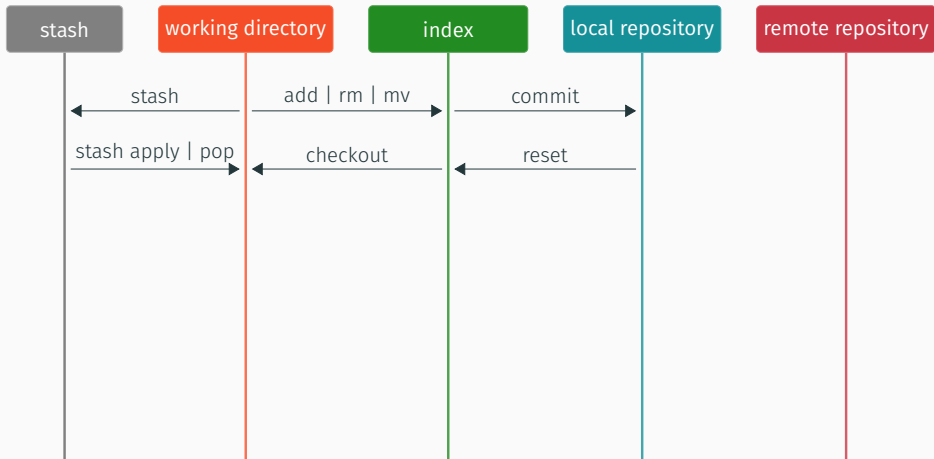 stash
working directory
index
local repository
remote repository
stash
add | rm | mv
commit
stash apply | pop
checkout
reset